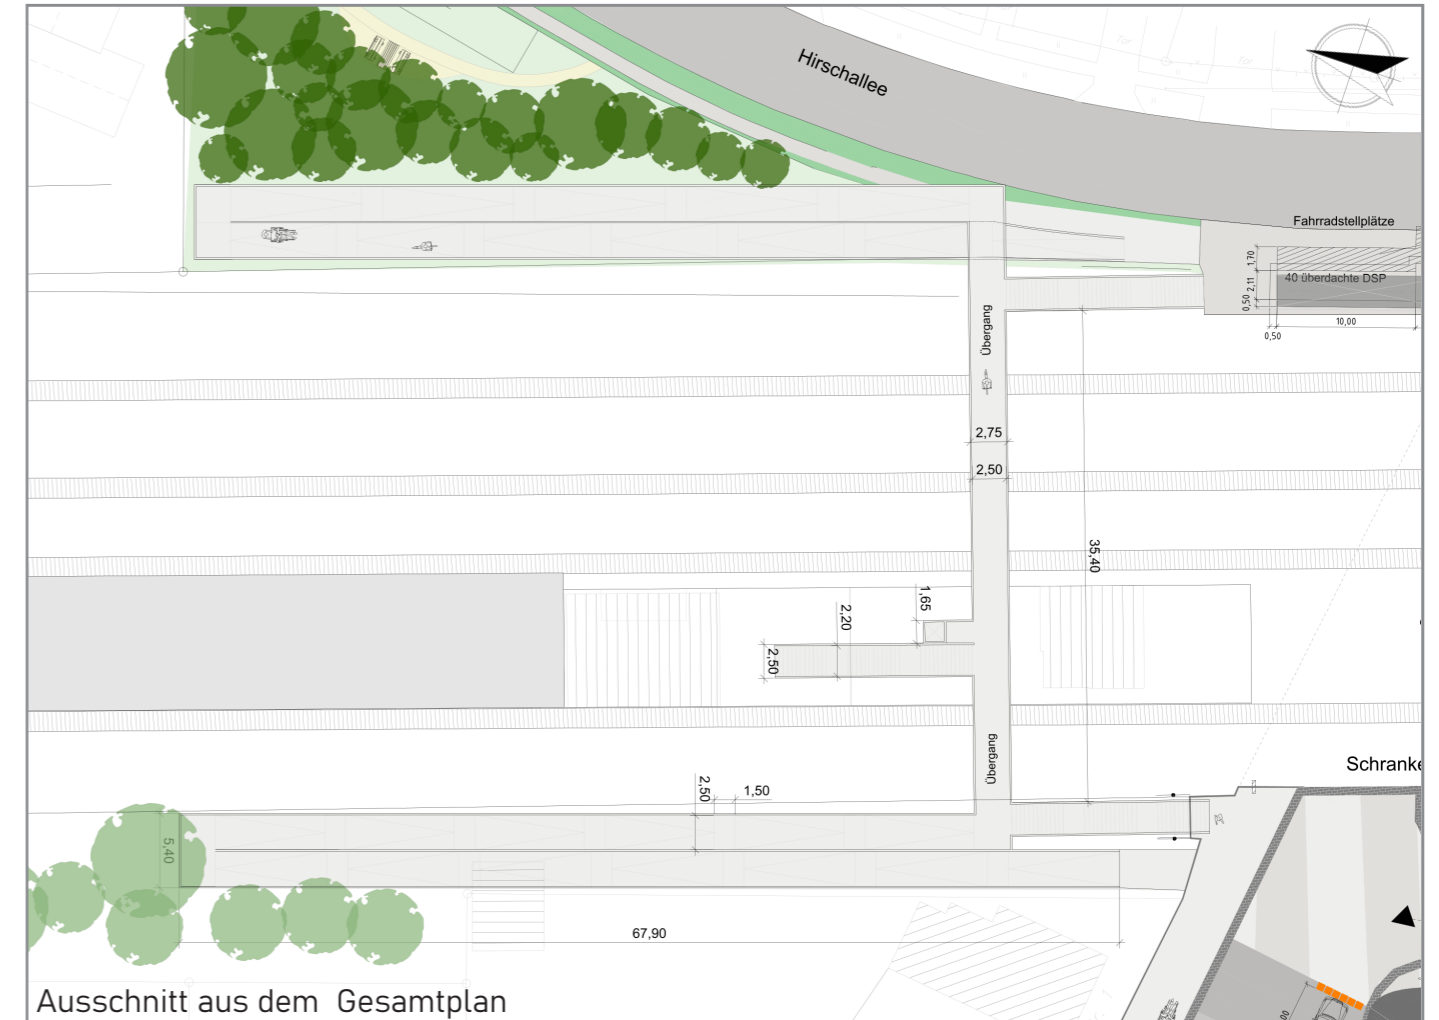 Hirschallee
Fahrradstellplätze
40 überdachte DSP
1,70
2,11
0,50
10,00
0,50
Übergang
2,75
2,50
35,40
1,65
2,20
2,50
Übergang
Schranke
2,50
1,50
5,40
67,90
Ausschnitt aus dem Gesamtplan